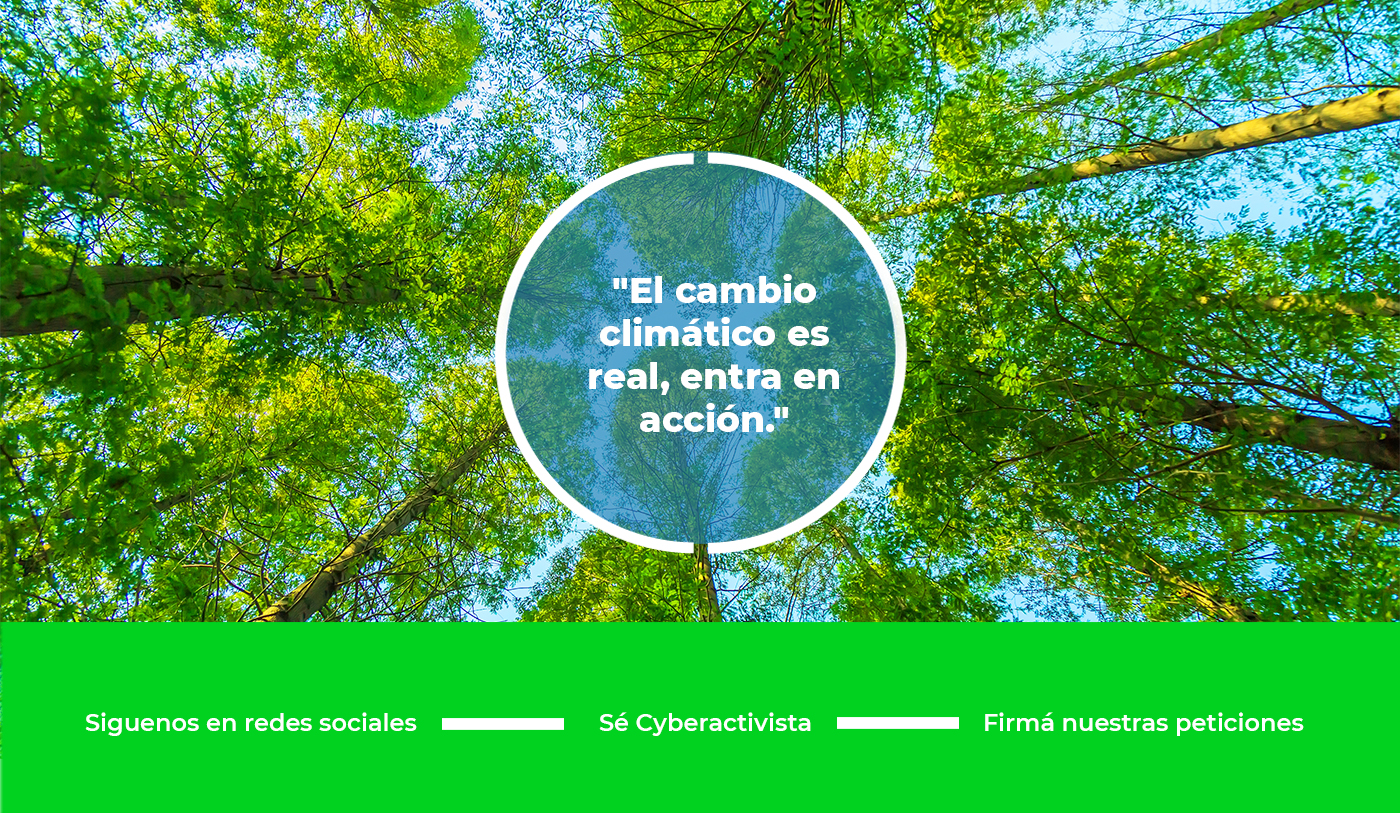 "El cambio
climático es
real, entra en
acción."
Siguenos en redes sociales
Sé Cyberactivista
Firmá nuestras peticiones